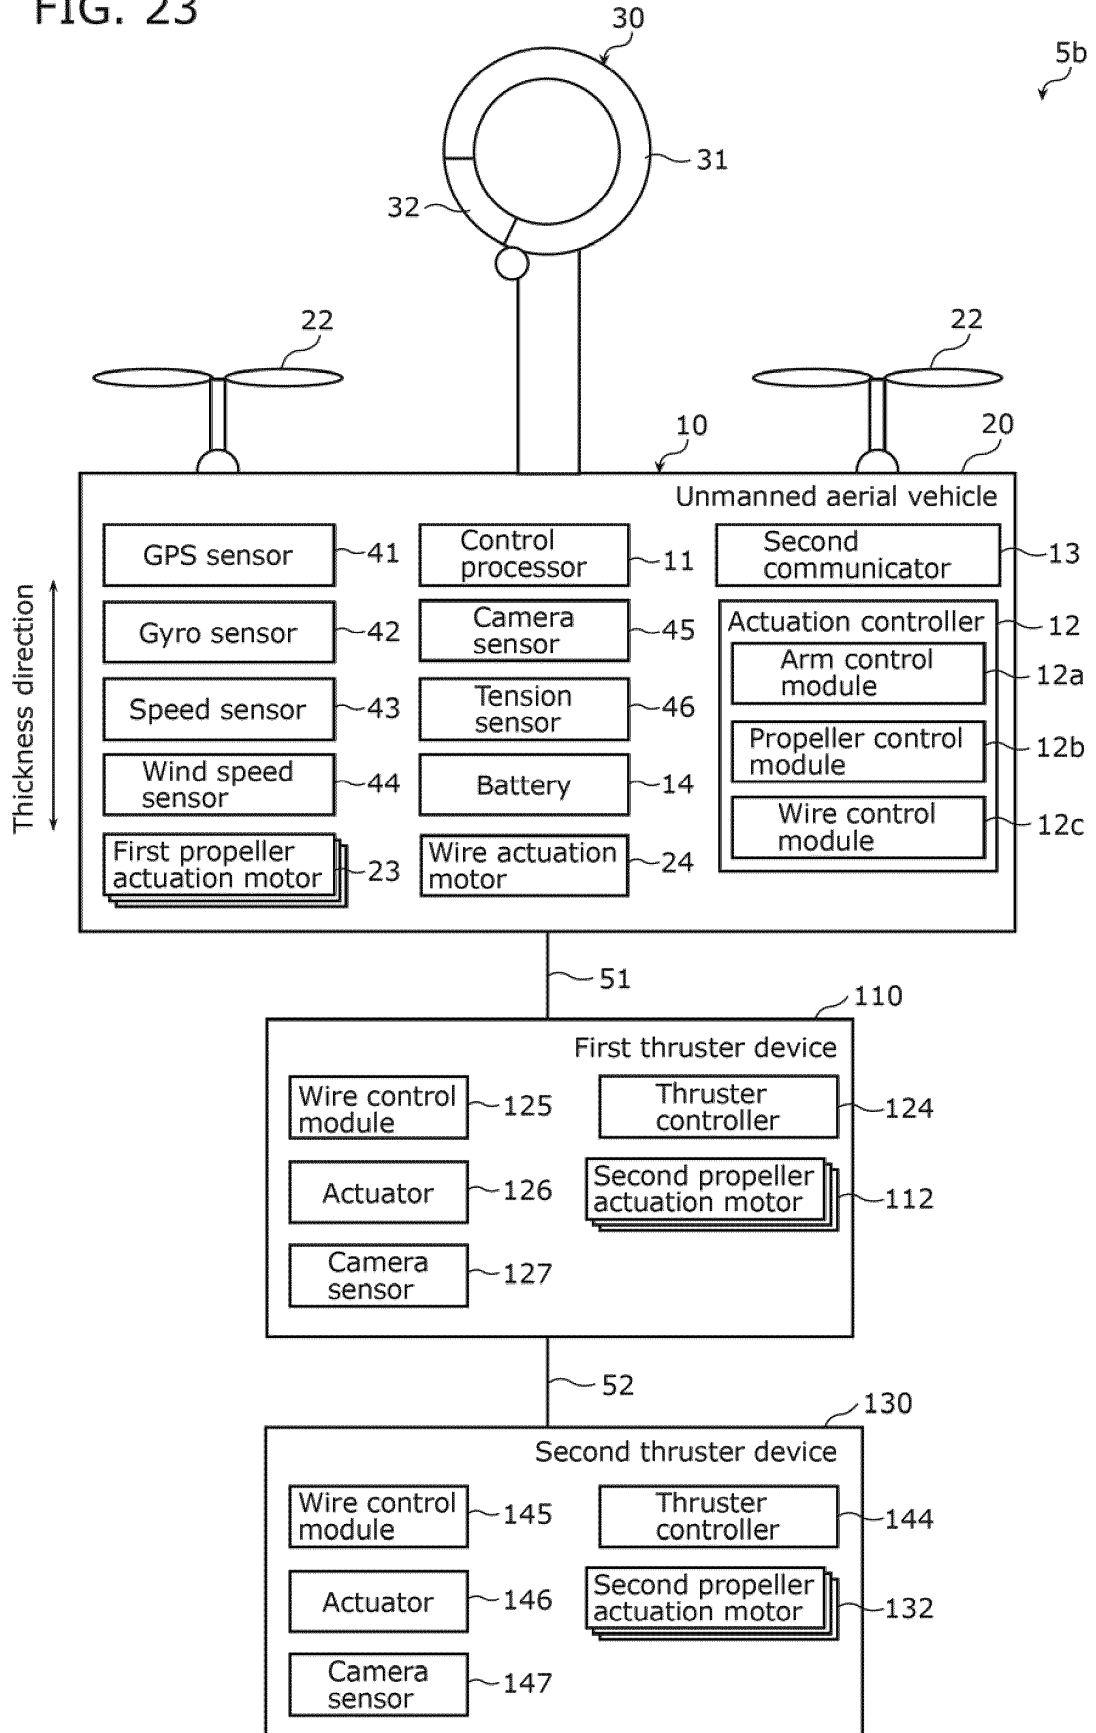 FIG. 23
30
5b
31
32
22
22
10
20
Unmanned aerial vehicle
GPS sensor
41
Control
processor
11
Second
communicator
13
Thickness direction
Gyro sensor
42
Camera
sensor
45
Actuation controller
12
Arm control
module
12a
Speed sensor
43
Tension
sensor
46
Propeller control
module
12b
Wind speed
sensor
44
Battery
14
Wire control
module
12c
First propeller
actuation motor
23
Wire actuation
motor
24
51
110
First thruster device
Wire control
module
125
Thruster
controller
124
Actuator
126
Second propeller
actuation motor
112
Camera
sensor
127
52
130
Second thruster device
Wire control
module
145
Thruster
controller
144
Actuator
146
Second propeller
actuation motor
132
Camera
sensor
147